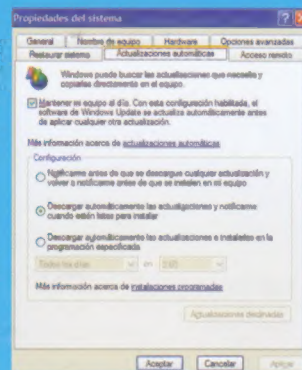 Propiedades del sistema
General Nombre de equipo Hardware Opciones avanzadas
Restaurar sistema Actualizaciones automáticas Acceso remoto
Windows puede buscar las actualizaciones que necesita y
copiarlas directamente en el equipo.
Mantener mi equipo al día. Con esta configuración habilitada, el
software de Windows Update se actualiza automáticamente antes
de aplicar cualquier otra actualización.
Más información acerca de actualizaciones automáticas
Configuración
Notificarme antes de que se descargue cualquier actualización y
volver a notificarme antes de que se instalen en mi equipo
Descargar automáticamente las actualizaciones y notificarme
cuando estén listas para instalar
Descargar automáticamente las actualizaciones e instalarlas en la
programación especificada
Todos los días en 3:00
Más información acerca de instalaciones programadas
Actualizaciones declinadas
Aceptar Cancelar Aplicar